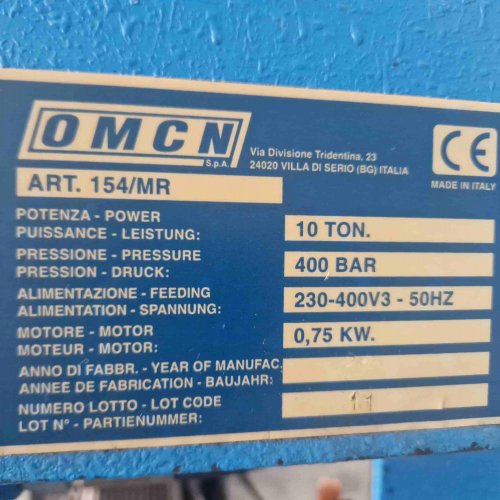 OMCN
S.p.A.
Via Divisione Tridentina, 23
24020 VILLA DI SERIO (BG) ITALIA
CE
MADE IN ITALY
ART. 154/MR
POTENZA - POWER
PUISSANCE - LEISTUNG:
10 TON.
PRESSIONE - PRESSURE
PRESSION - DRUCK:
400 BAR
ALIMENTAZIONE - FEEDING
ALIMENTATION - SPANNUNG:
230-400V3 - 50HZ
MOTORE - MOTOR
MOTEUR - MOTOR:
0,75 KW.
ANNO DI FABBR. - YEAR OF MANUFAC.
ANNEE DE FABRICATION - BAUJAHR:
NUMERO LOTTO - LOT CODE
LOT N° - PARTIENUMMER: